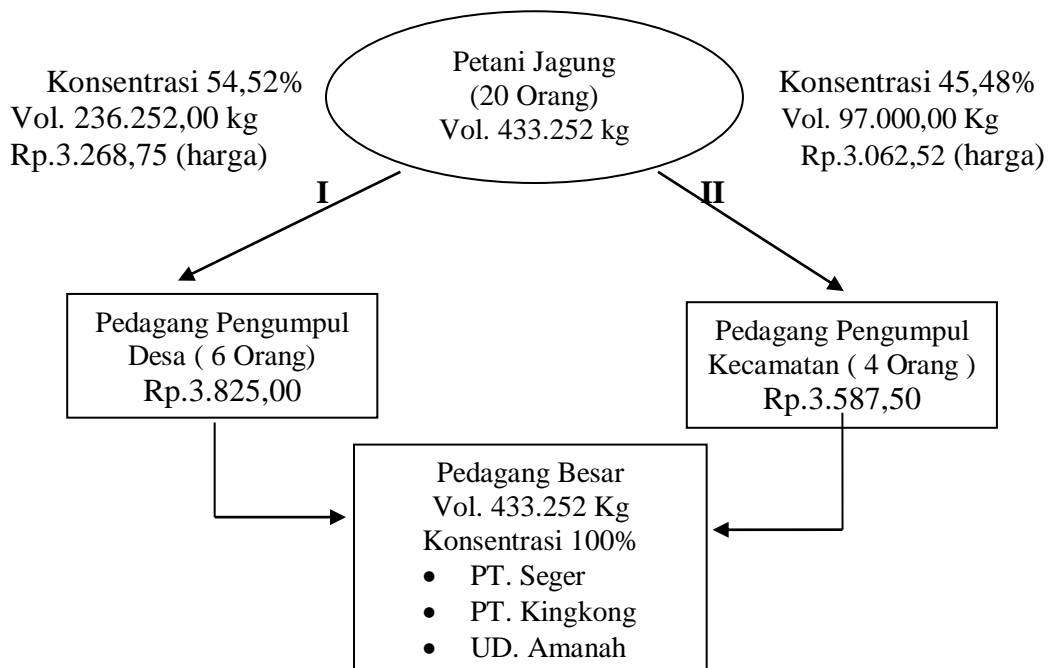 Konsentrasi 54,52%
Vol. 236.252,00 kg
Rp.3.268,75 (harga)
Petani Jagung
(20 Orang)
Vol. 433.252 kg
Konsentrasi 45,48%
Vol. 97.000,00 Kg
Rp.3.062,52 (harga)
I
II
Pedagang Pengumpul
Desa ( 6 Orang)
Rp.3.825,00
Pedagang Pengumpul
Kecamatan ( 4 Orang )
Rp.3.587,50
Pedagang Besar
Vol. 433.252 Kg
Konsentrasi 100%
• PT. Seger
• PT. Kingkong
• UD. Amanah